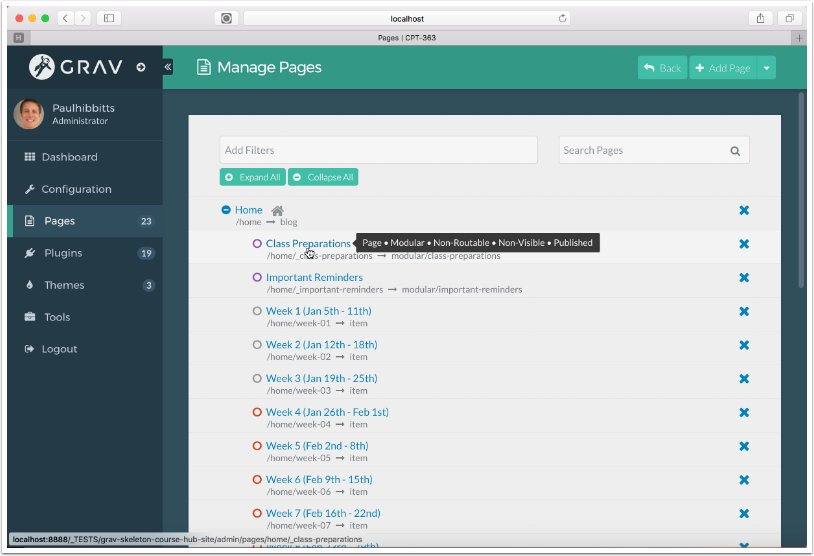 localhost
Pages | CPT-363
H
GRAV
Manage Pages
Back
Add Page
Paulhibbitts
Administrator
Dashboard
Configuration
Pages 23
Plugins 19
Themes 3
Tools
Logout
Add Filters
Search Pages
Expand All
Collapse All
Home
/home → blog
Class Preparations
Page • Modular • Non-Routable • Non-Visible • Published
/home/_class-preparations → modular/class-preparations
Important Reminders
/home/_important-reminders → modular/important-reminders
Week 1 (Jan 5th - 11th)
/home/week-01 → item
Week 2 (Jan 12th - 18th)
/home/week-02 → item
Week 3 (Jan 19th - 25th)
/home/week-03 → item
Week 4 (Jan 26th - Feb 1st)
/home/week-04 → item
Week 5 (Feb 2nd - 8th)
/home/week-05 → item
Week 6 (Feb 9th - 15th)
/home/week-06 → item
Week 7 (Feb 16th - 22nd)
/home/week-07 → item
localhost:8888/_TESTS/grav-skeleton-course-hub-site/admin/pages/home/_class-preparations